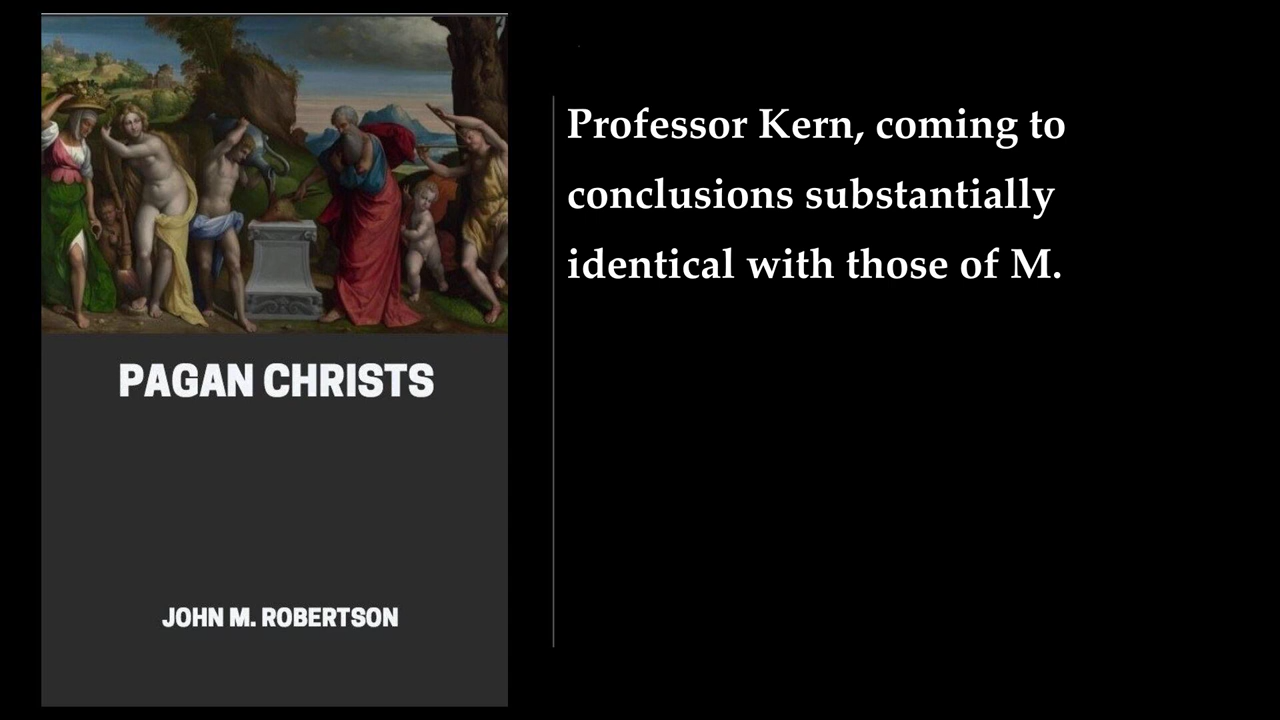 PAGAN CHRISTS
JOHN M. ROBERTSON
Professor Kern, coming to
conclusions substantially
identical with those of M.